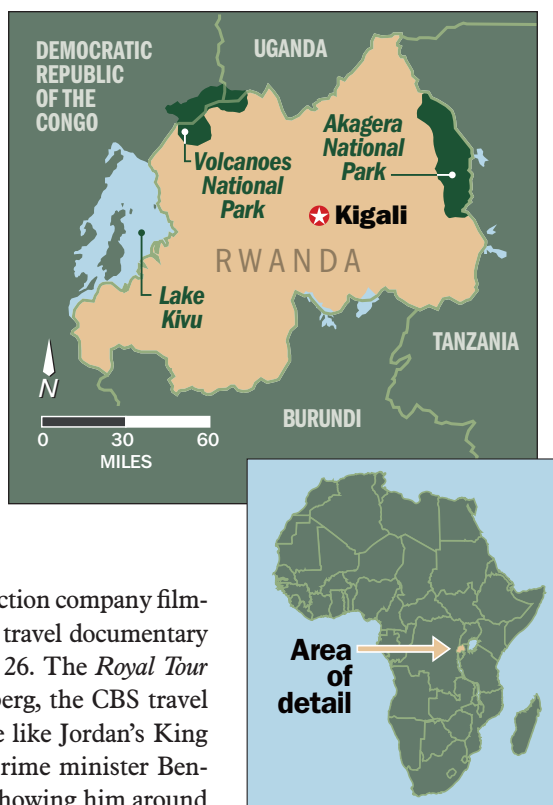 DEMOCRATIC
REPUBLIC
OF THE
CONGO
UGANDA
Volcanoes
National
Park
Akagera
National
Park
Kigali
RWANDA
Lake
Kivu
TANZANIA
BURUNDI
N
0 30 60
MILES
Area
of
detail
ction company film-
travel documentary
26. The Royal Tour
berg, the CBS travel
e like Jordan’s King
rime minister Ben-
howing him around